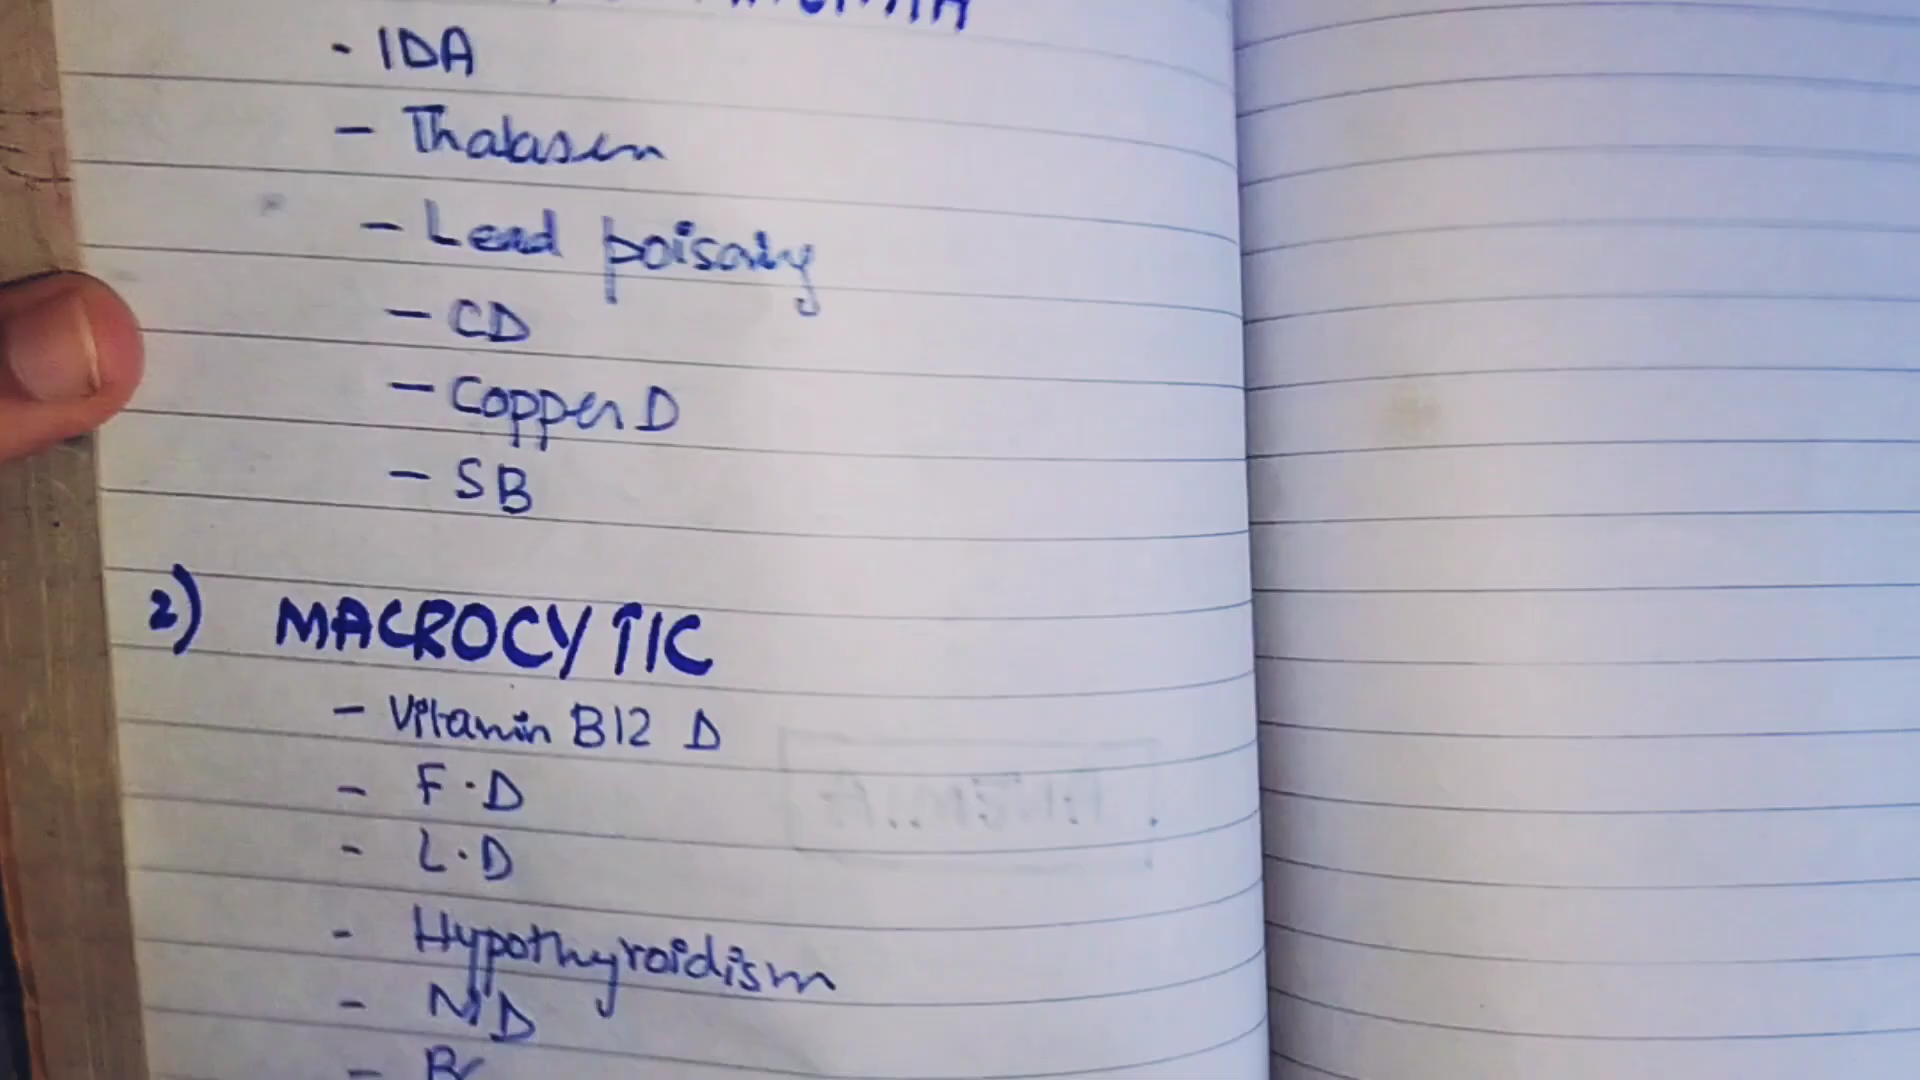 - IDA
- Thalassem
- Lead poisoning
- CD
- Copper D
- SB
2) MACROCYTIC
- Vitamin B12 D
- F.D
- L.D
- Hypothyroidism
- MD